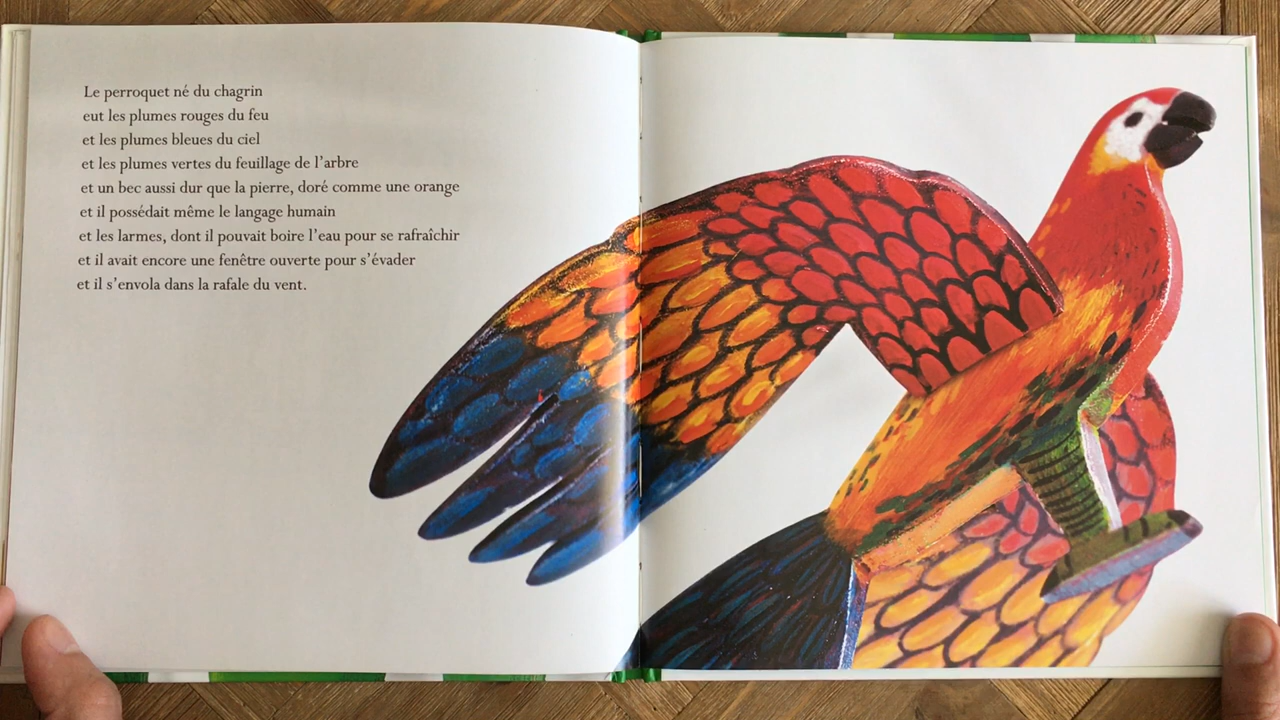 Le perroquet né du chagrin
eut les plumes rouges du feu
et les plumes bleues du ciel
et les plumes vertes du feuillage de l’arbre
et un bec aussi dur que la pierre, doré comme une orange
et il possédait même le langage humain
et les larmes, dont il pouvait boire l’eau pour se rafraîchir
et il avait encore une fenêtre ouverte pour s’évader
et il s’envola dans la rafale du vent.